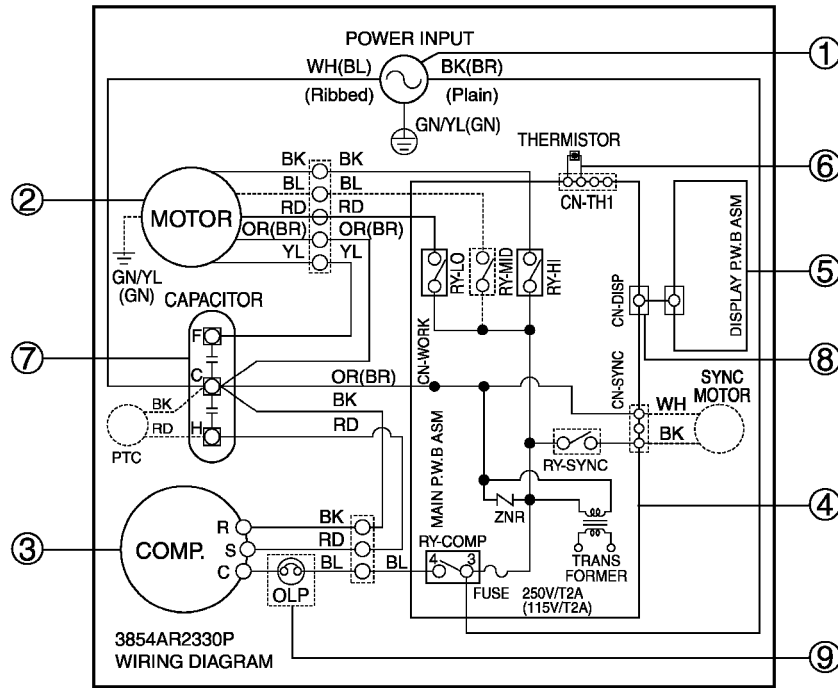 POWER INPUT
WH(BL) BK(BR)
(Ribbed) (Plain)
GN/YL(GN)
1
THERMISTOR
6
CN-TH1
BK BK
BL BL
RD RD
OR(BR) OR(BR)
YL YL
2
MOTOR
GN/YL
(GN)
RY-LO
RY-MID
RY-HI
CN-DISP
DISPLAY P.W.B ASM
5
CAPACITOR
7
F
C
H
8
CN-WORK
CN-SYNC
OR(BR)
BK
RD
BK
RD
PTC
SYNC
MOTOR
WH
BK
RY-SYNC
MAIN P.W.B ASM
ZNR
4
3
COMP.
R
S
C
BK
RD
BL BL
OLP
RY-COMP
4 3
FUSE
250V/T2A
(115V/T2A)
TRANS
FORMER
3854AR2330P
WIRING DIAGRAM
9